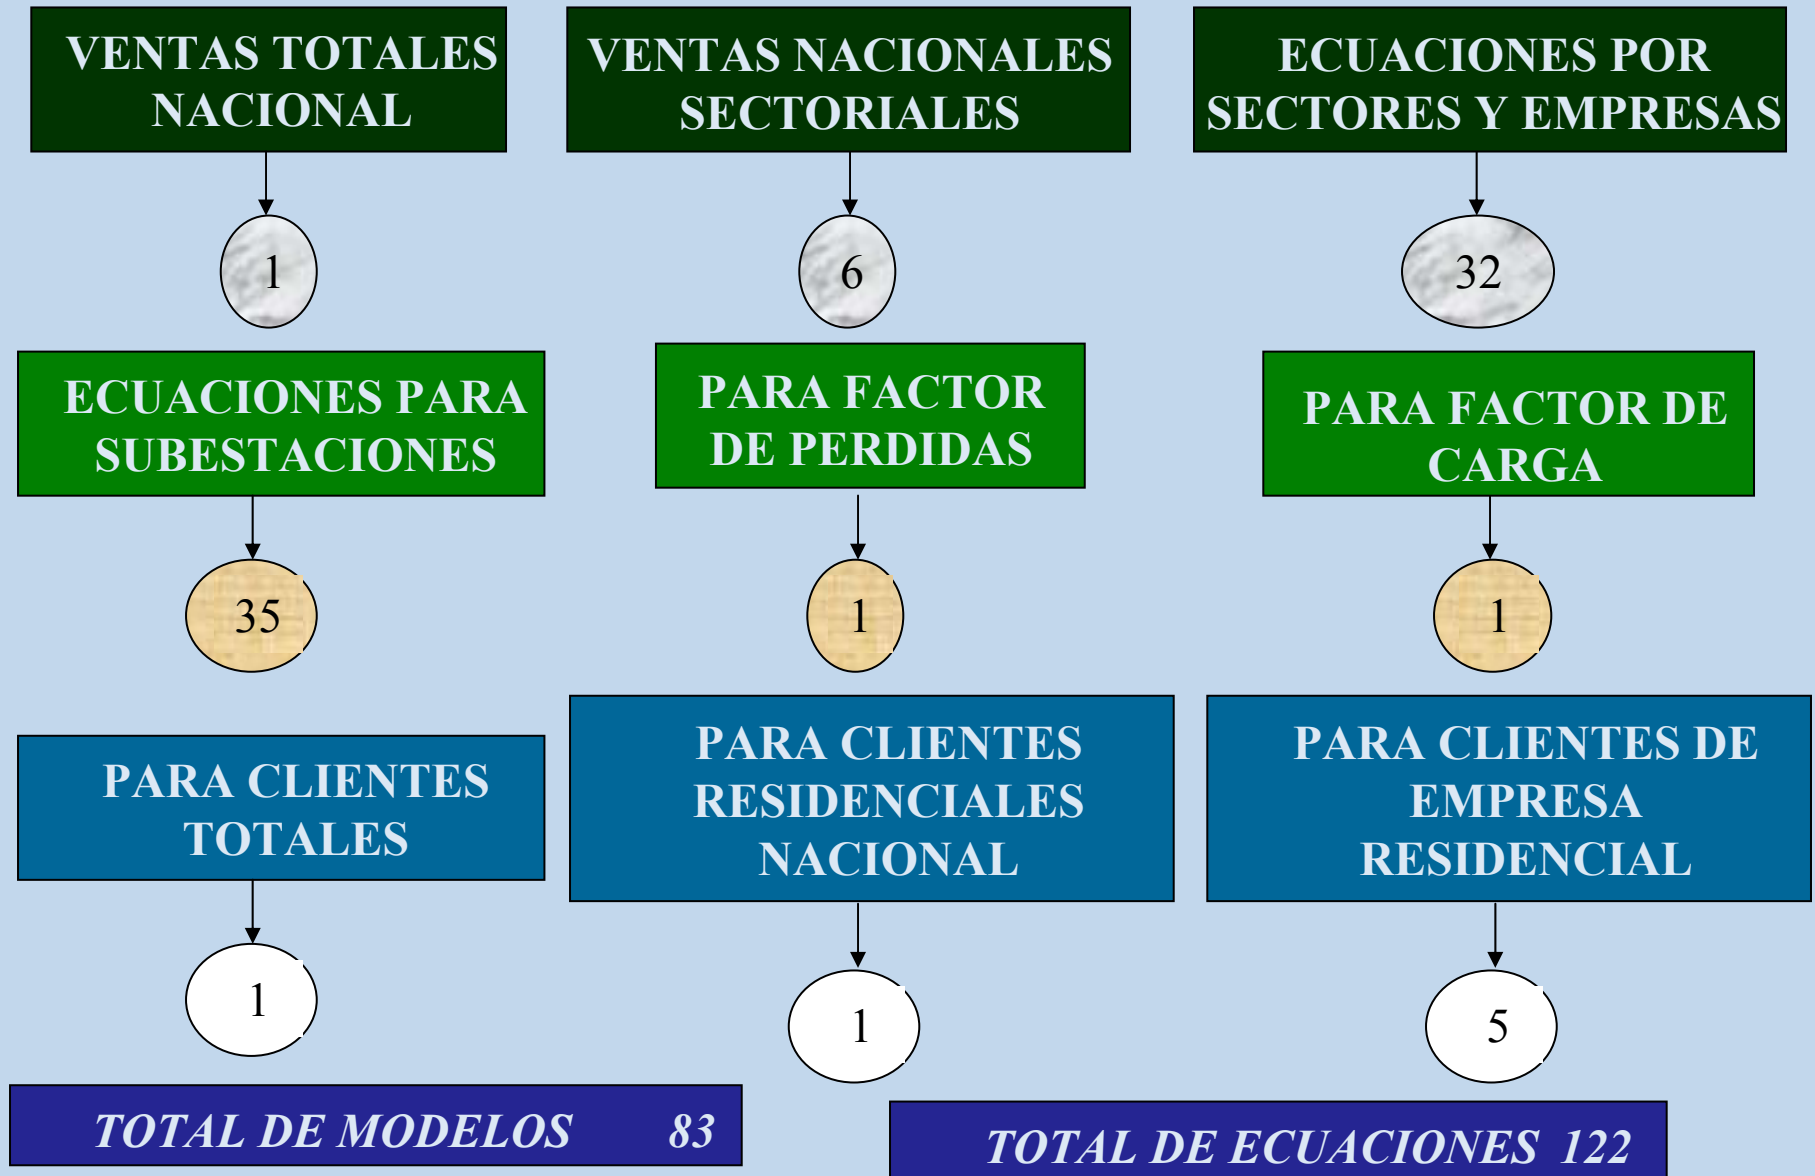 VENTAS TOTALES
NACIONAL
VENTAS NACIONALES
SECTORIALES
ECUACIONES POR
SECTORES Y EMPRESAS
1
6
32
ECUACIONES PARA
SUBESTACIONES
PARA FACTOR
DE PERDIDAS
PARA FACTOR DE
CARGA
35
1
1
PARA CLIENTES
TOTALES
PARA CLIENTES
RESIDENCIALES
NACIONAL
PARA CLIENTES DE
EMPRESA
RESIDENCIAL
1
1
5
TOTAL DE MODELOS 83
TOTAL DE ECUACIONES 122